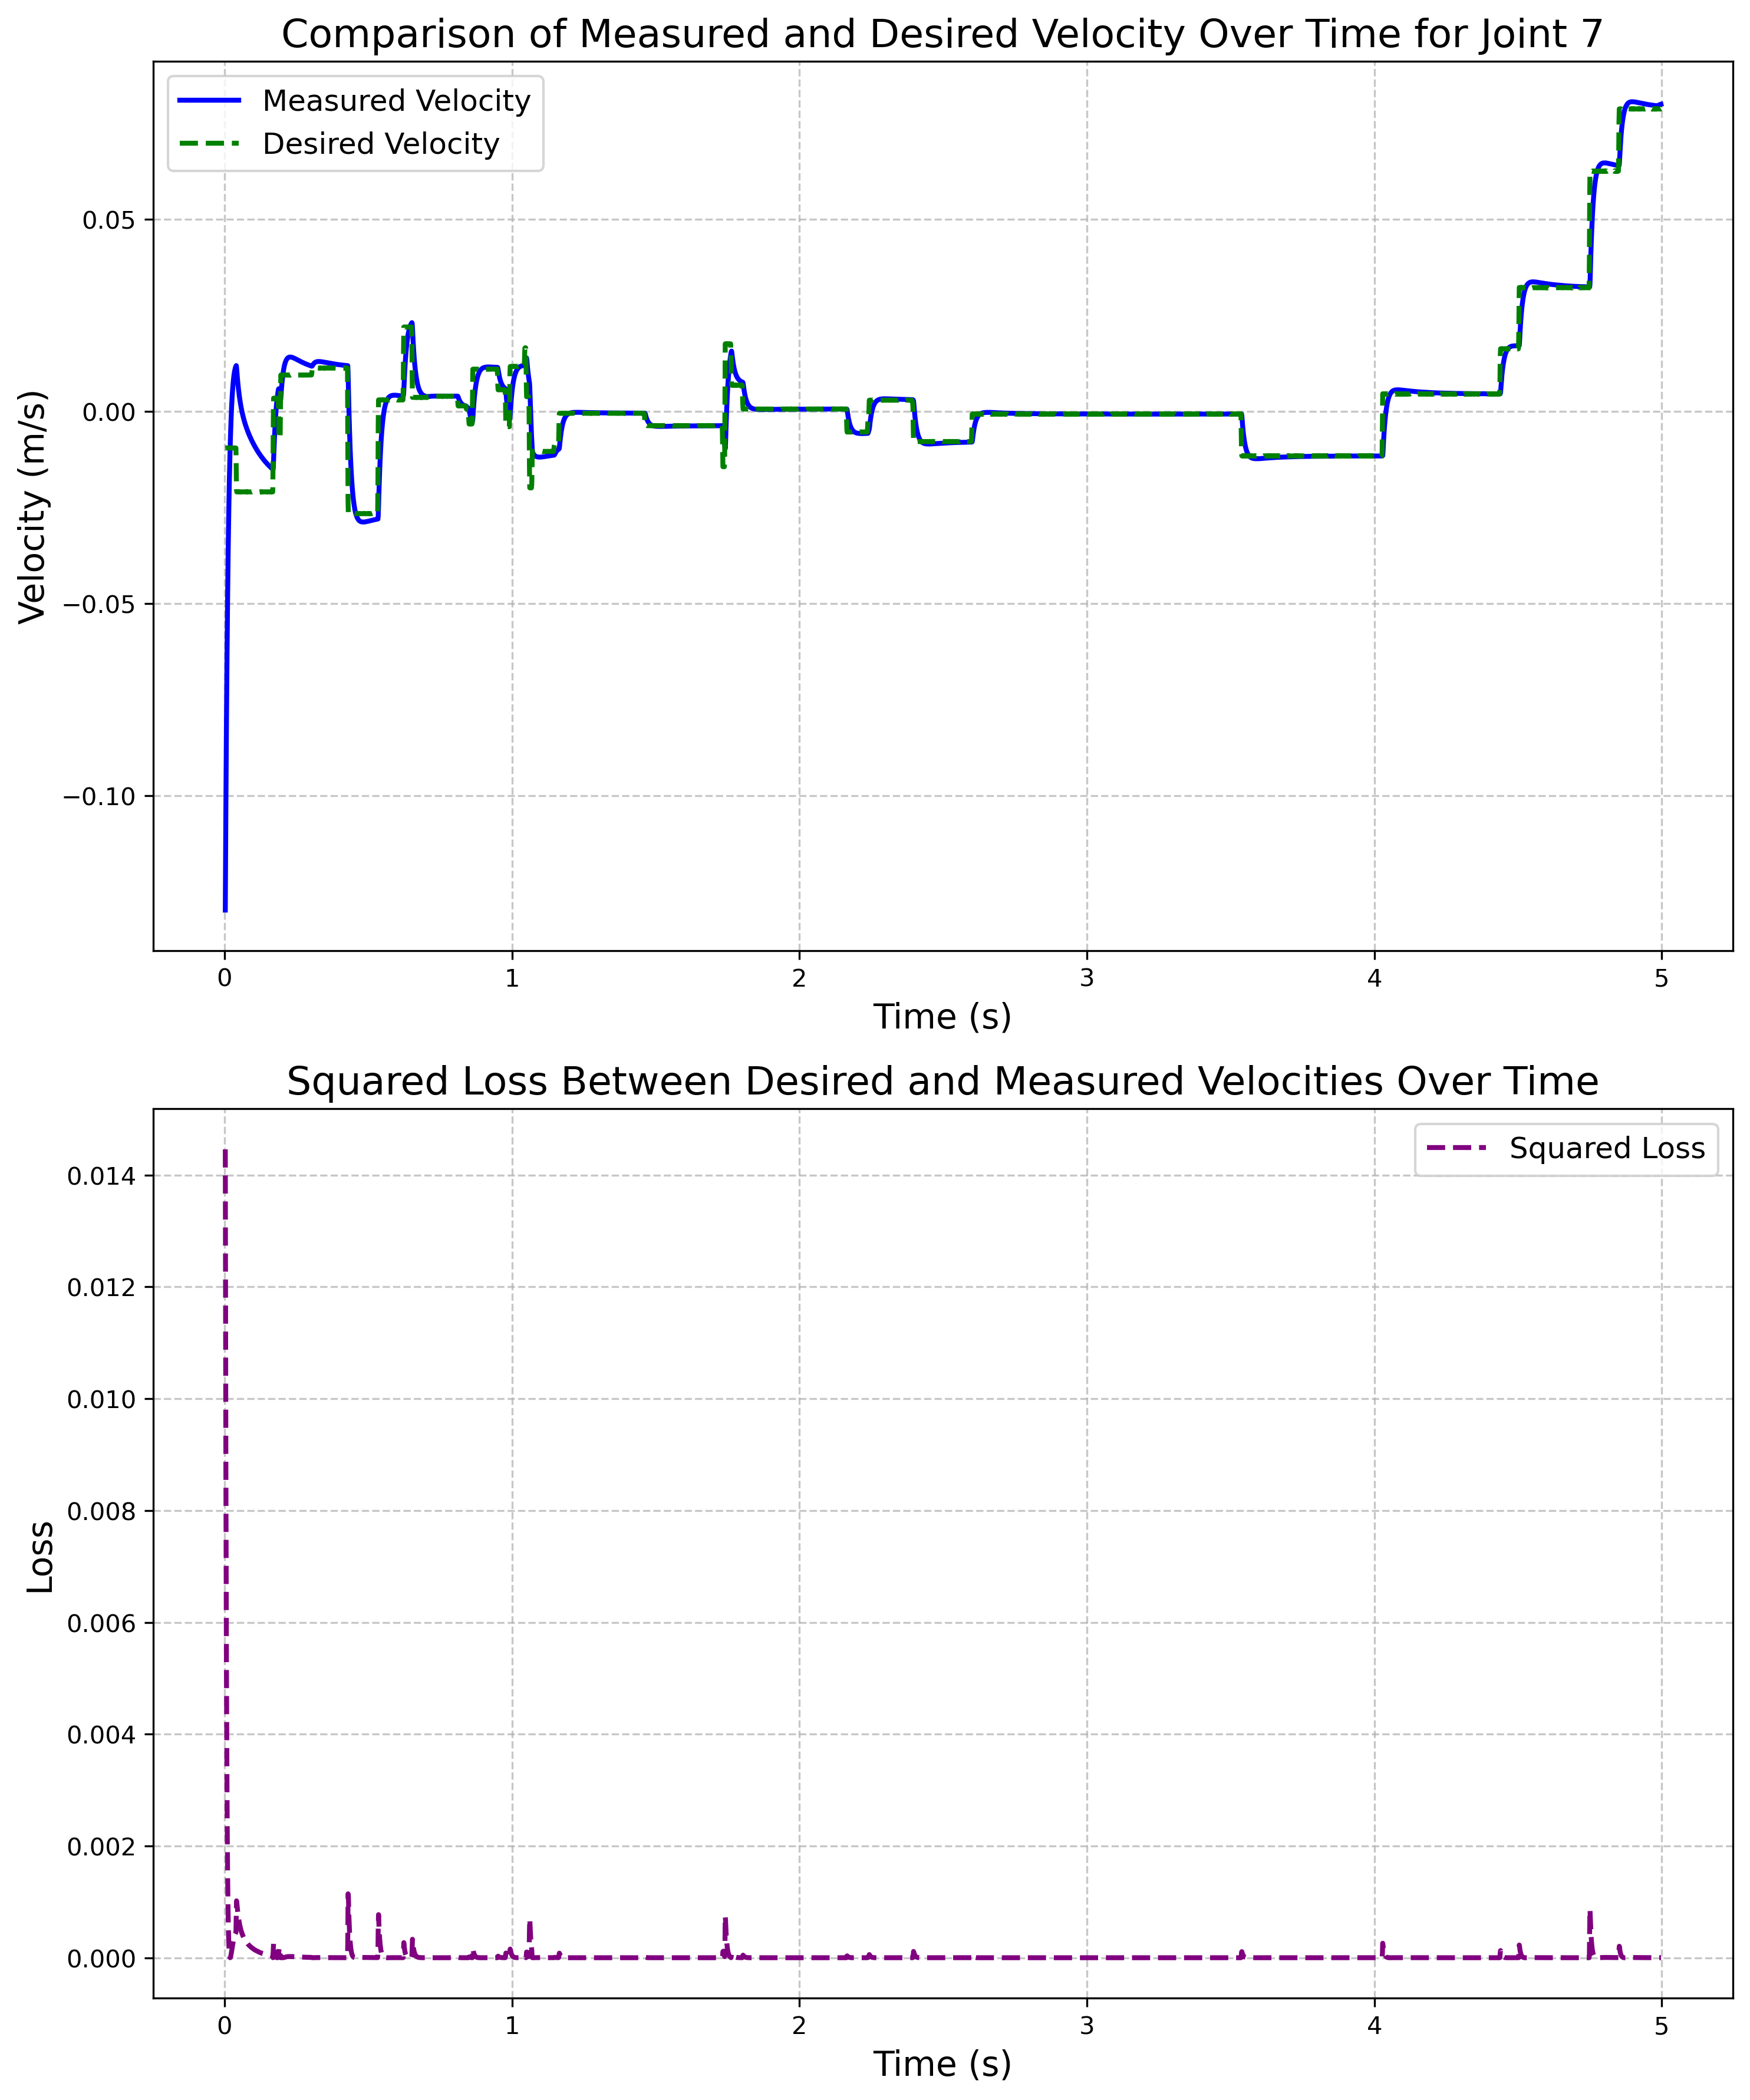 Comparison of Measured and Desired Velocity Over Time for Joint 7
Measured Velocity
Desired Velocity
Velocity (m/s)
0.05
0.00
−0.05
−0.10
0 1 2 3 4 5
Time (s)
Squared Loss Between Desired and Measured Velocities Over Time
Squared Loss
Loss
0.014
0.012
0.010
0.008
0.006
0.004
0.002
0.000
0 1 2 3 4 5
Time (s)